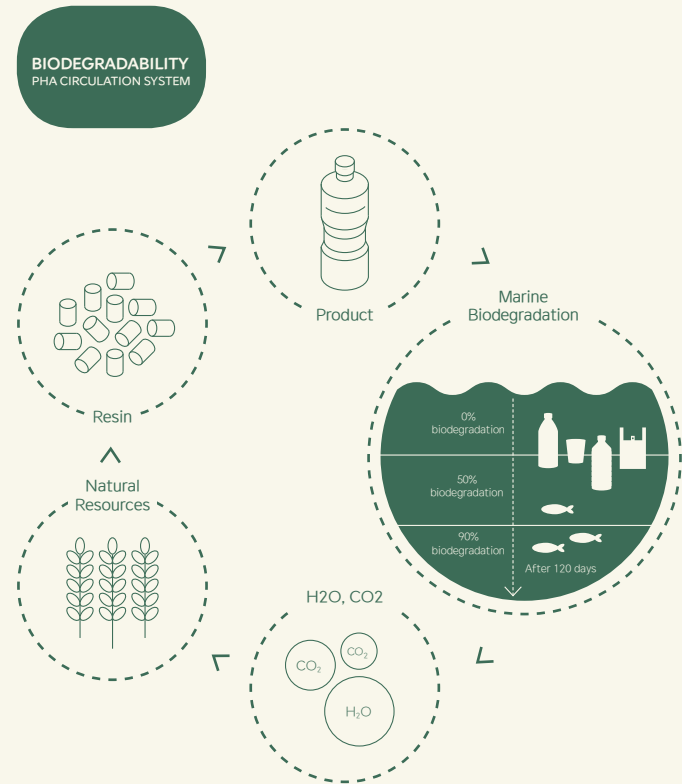 BIODEGRADABILITY
PHA CIRCULATION SYSTEM
Product
Marine
Biodegradation
0%
biodegradation
50%
biodegradation
90%
biodegradation
After 120 days
H2O, CO2
CO₂
CO₂
H₂O
Natural
Resources
Resin